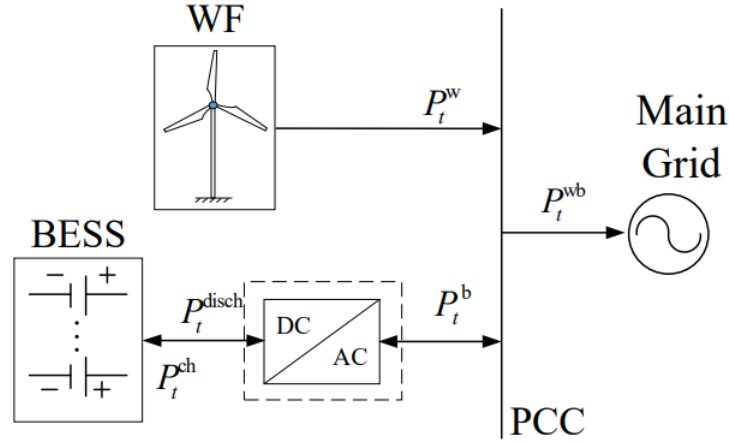 WF
P_t^w
Main
Grid
P_t^wb
BESS
− +
− +
P_t^disch
P_t^ch
DC
AC
P_t^b
PCC